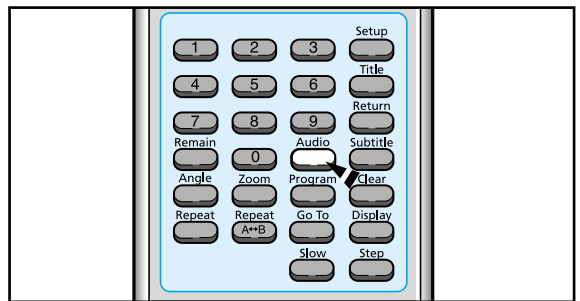 Setup
1 2 3
Title
4 5 6
Return
7 8 9
Remain Audio Subtitle
0
Angle Zoom Program Clear
Repeat Repeat Go To Display
A↔B
Slow Step